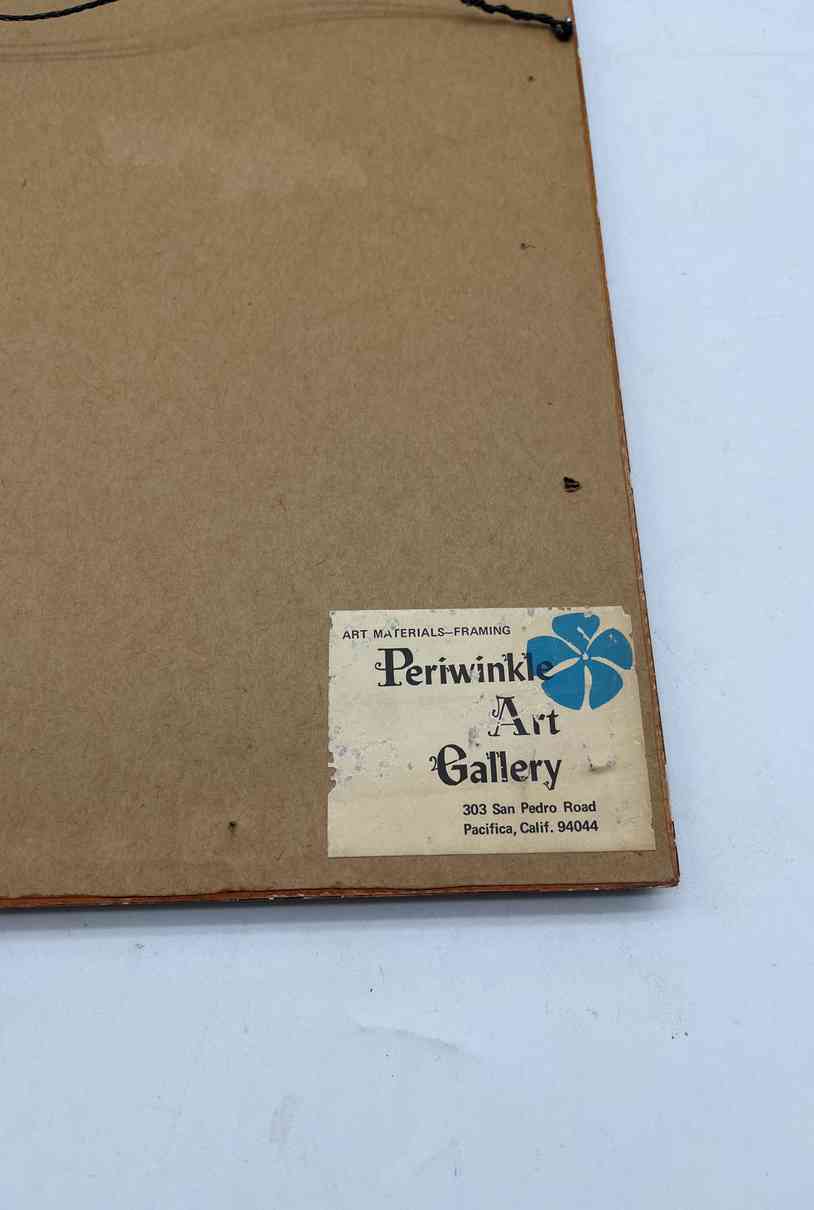 ART MATERIALS—FRAMING
Periwinkle
Art
Gallery
303 San Pedro Road
Pacifica, Calif. 94044